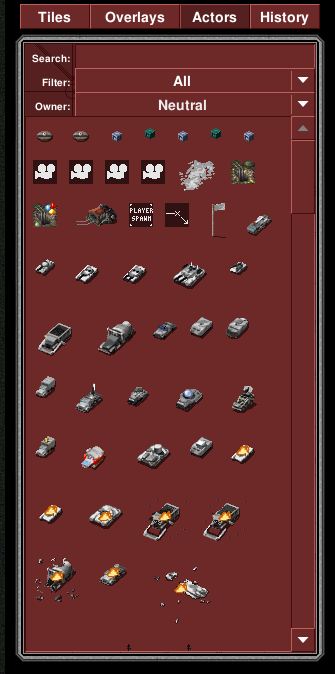 Tiles Overlays Actors History
Search:
Filter: All
Owner: Neutral
PLAYER
SPAWN